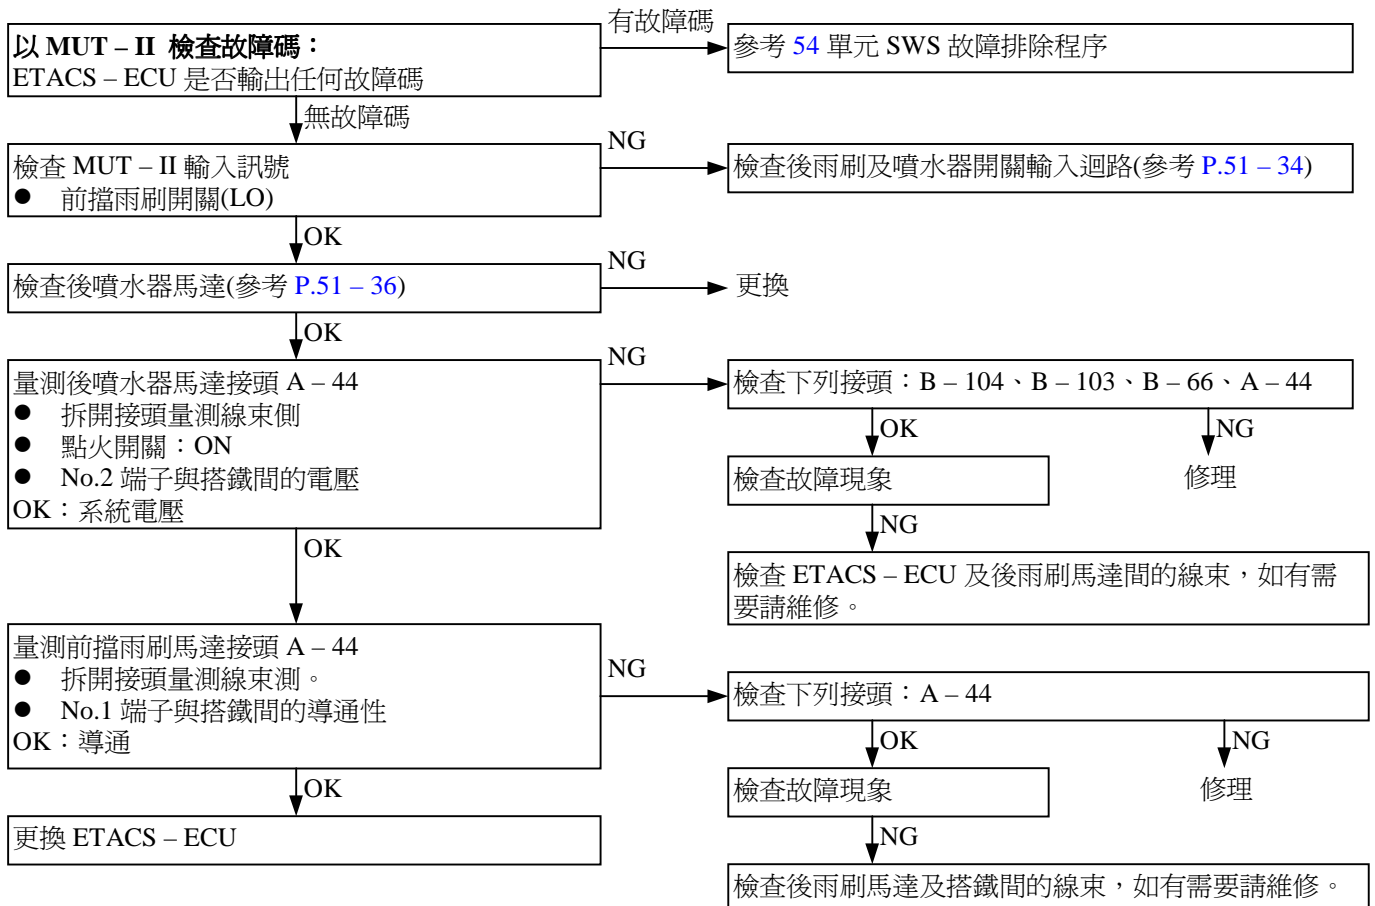 以 MUT – II 檢查故障碼：
ETACS – ECU 是否輸出任何故障碼
有故障碼
參考 54 單元 SWS 故障排除程序
無故障碼
檢查 MUT – II 輸入訊號
● 前擋雨刷開關(LO)
NG
檢查後雨刷及噴水器開關輸入迴路(參考 P.51 – 34)
OK
檢查後噴水器馬達(參考 P.51 – 36)
NG
更換
OK
量測後噴水器馬達接頭 A – 44
● 拆開接頭量測線束側
● 點火開關：ON
● No.2 端子與搭鐵間的電壓
OK：系統電壓
NG
檢查下列接頭：B – 104、B – 103、B – 66、A – 44
OK
NG
檢查故障現象
修理
NG
檢查 ETACS – ECU 及後雨刷馬達間的線束，如有需
要請維修。
OK
量測前擋雨刷馬達接頭 A – 44
● 拆開接頭量測線束測。
● No.1 端子與搭鐵間的導通性
OK：導通
NG
檢查下列接頭：A – 44
OK
NG
檢查故障現象
修理
NG
檢查後雨刷馬達及搭鐵間的線束，如有需要請維修。
OK
更換 ETACS – ECU